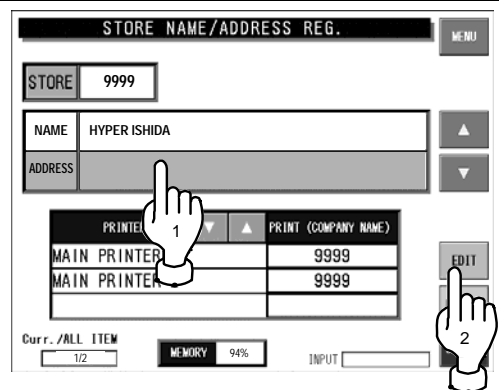 STORE NAME/ADDRESS REG.
MENU
STORE 9999
NAME HYPER ISHIDA
ADDRESS
1
PRINT (COMPANY NAME)
MAIN PRINTER 9999
MAIN PRINTER 9999
EDIT
2
Curr./ALL ITEM
1/2
MEMORY 94%
INPUT